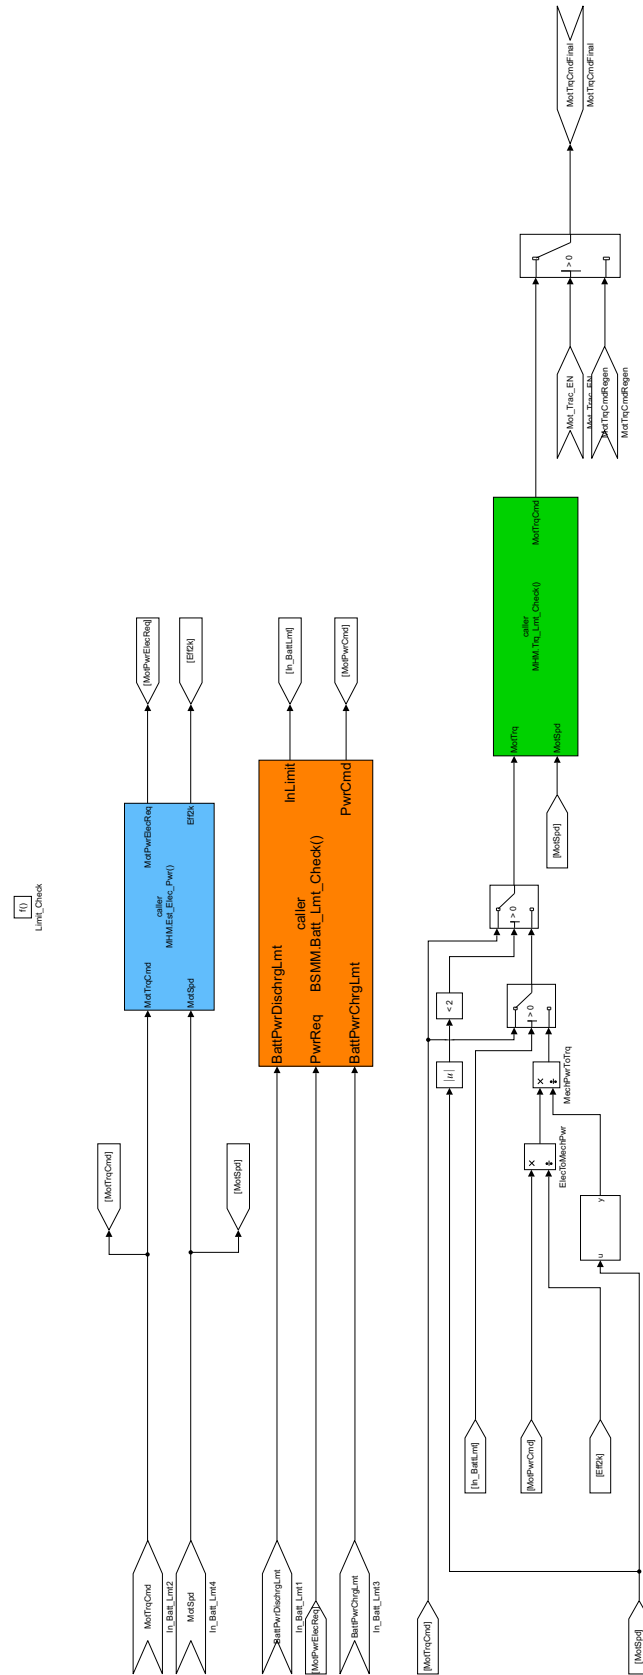 f()
Limit_Check
MotTrqCmd
In_Batt_Lmt2
MotSpd
In_Batt_Lmt4
[MotTrqCmd]
[MotSpd]
MotTrqCmd
MotSpd
caller
MHM.Est_Elec_Pwr()
MotPwrElecReq
Eff2k
[MotPwrElecReq]
[Eff2k]
BattPwrDischrgLmt
In_Batt_Lmt1
[MotPwrElecReq]
BattPwrChrgLmt
In_Batt_Lmt3
BattPwrDischrgLmt
PwrReq
BattPwrChrgLmt
caller
BSMM.Batt_Lmt_Check()
InLimit
PwrCmd
[In_BattLmt]
[MotPwrCmd]
[MotTrqCmd]
[In_BattLmt]
[MotPwrCmd]
[Eff2k]
[MotSpd]
u
y
×
÷
ElecToMechPwr
×
÷
MechPwrToTrq
|u|
< 2
> 0
> 0
[MotSpd]
MotTrq
MotSpd
caller
MHM.Trq_Lmt_Check()
MotTrqCmd
Mot_Trac_EN
Mot_Trac_EN
MotTrqCmdRegen
MotTrqCmdRegen
> 0
MotTrqCmdFinal
MotTrqCmdFinal